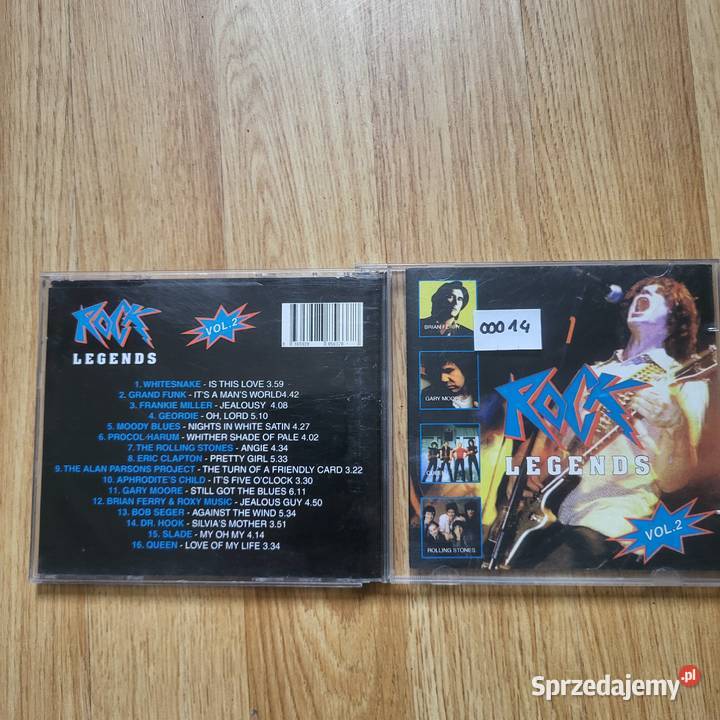 ROCK
LEGENDS
VOL.2
1. WHITESNAKE - IS THIS LOVE 3.59
2. GRAND FUNK - IT'S A MAN'S WORLD4.42
3. FRANKIE MILLER - JEALOUSY 4.08
4. GEORDIE - OH, LORD 5.10
5. MOODY BLUES - NIGHTS IN WHITE SATIN 4.27
6. PROCOL HARUM - WHITHER SHADE OF PALE 4.02
7. THE ROLLING STONES - ANGIE 4.34
8. ERIC CLAPTON - PRETTY GIRL 5.33
9. THE ALAN PARSONS PROJECT - THE TURN OF A FRIENDLY CARD 3.22
10. APHRODITE'S CHILD - IT'S FIVE O'CLOCK 3.30
11. GARY MOORE - STILL GOT THE BLUES 6.11
12. BRIAN FERRY & ROXY MUSIC - JEALOUS GUY 4.50
13. BOB SEGER - AGAINST THE WIND 5.34
14. DR. HOOK - SILVIA'S MOTHER 3.51
15. SLADE - MY OH MY 4.14
16. QUEEN - LOVE OF MY LIFE 3.34
BRIAN FERRY
00014
GARY MOORE
ROLLING STONES
ROCK
LEGENDS
VOL.2
Sprzedajemy.pl